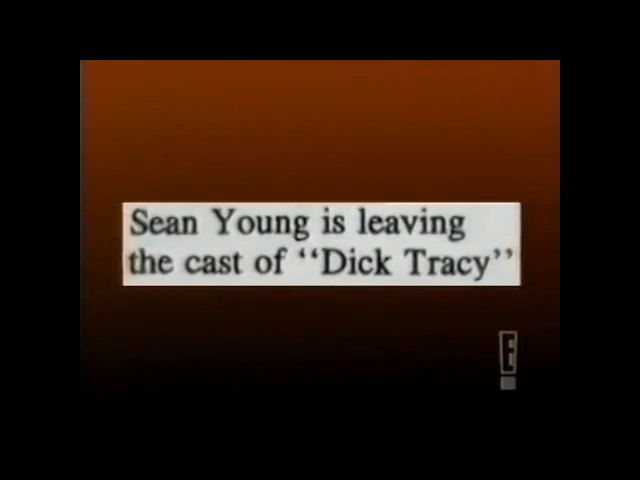 Sean Young is leaving
the cast of “Dick Tracy”
E!